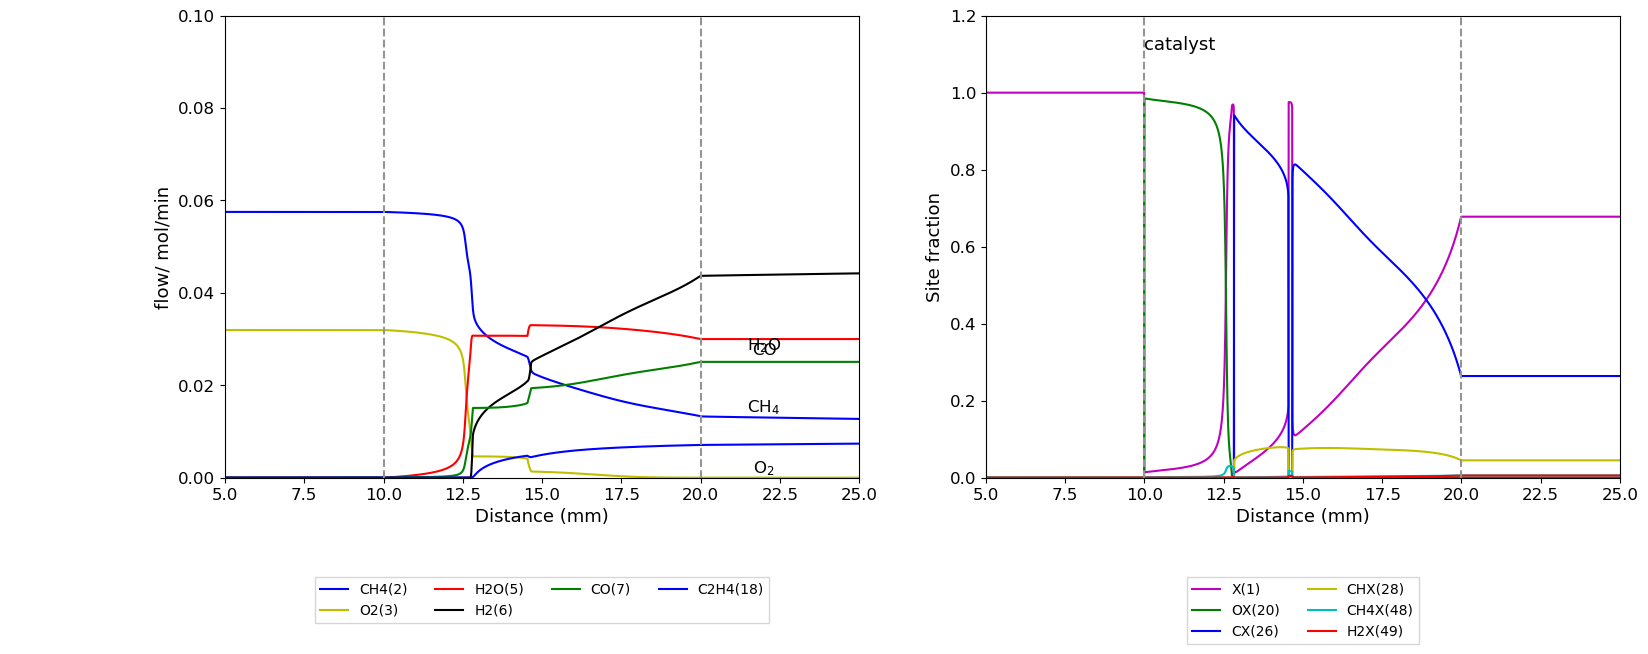 0.10
0.08
0.06
0.04
0.02
0.00
flow/ mol/min
H₂O
CO
CH₄
O₂
5.0 7.5 10.0 12.5 15.0 17.5 20.0 22.5 25.0
Distance (mm)
CH4(2) H2O(5) CO(7) C2H4(18)
O2(3) H2(6)
1.2
1.0
0.8
0.6
0.4
0.2
0.0
Site fraction
catalyst
5.0 7.5 10.0 12.5 15.0 17.5 20.0 22.5 25.0
Distance (mm)
X(1) CHX(28)
OX(20) CH4X(48)
CX(26) H2X(49)